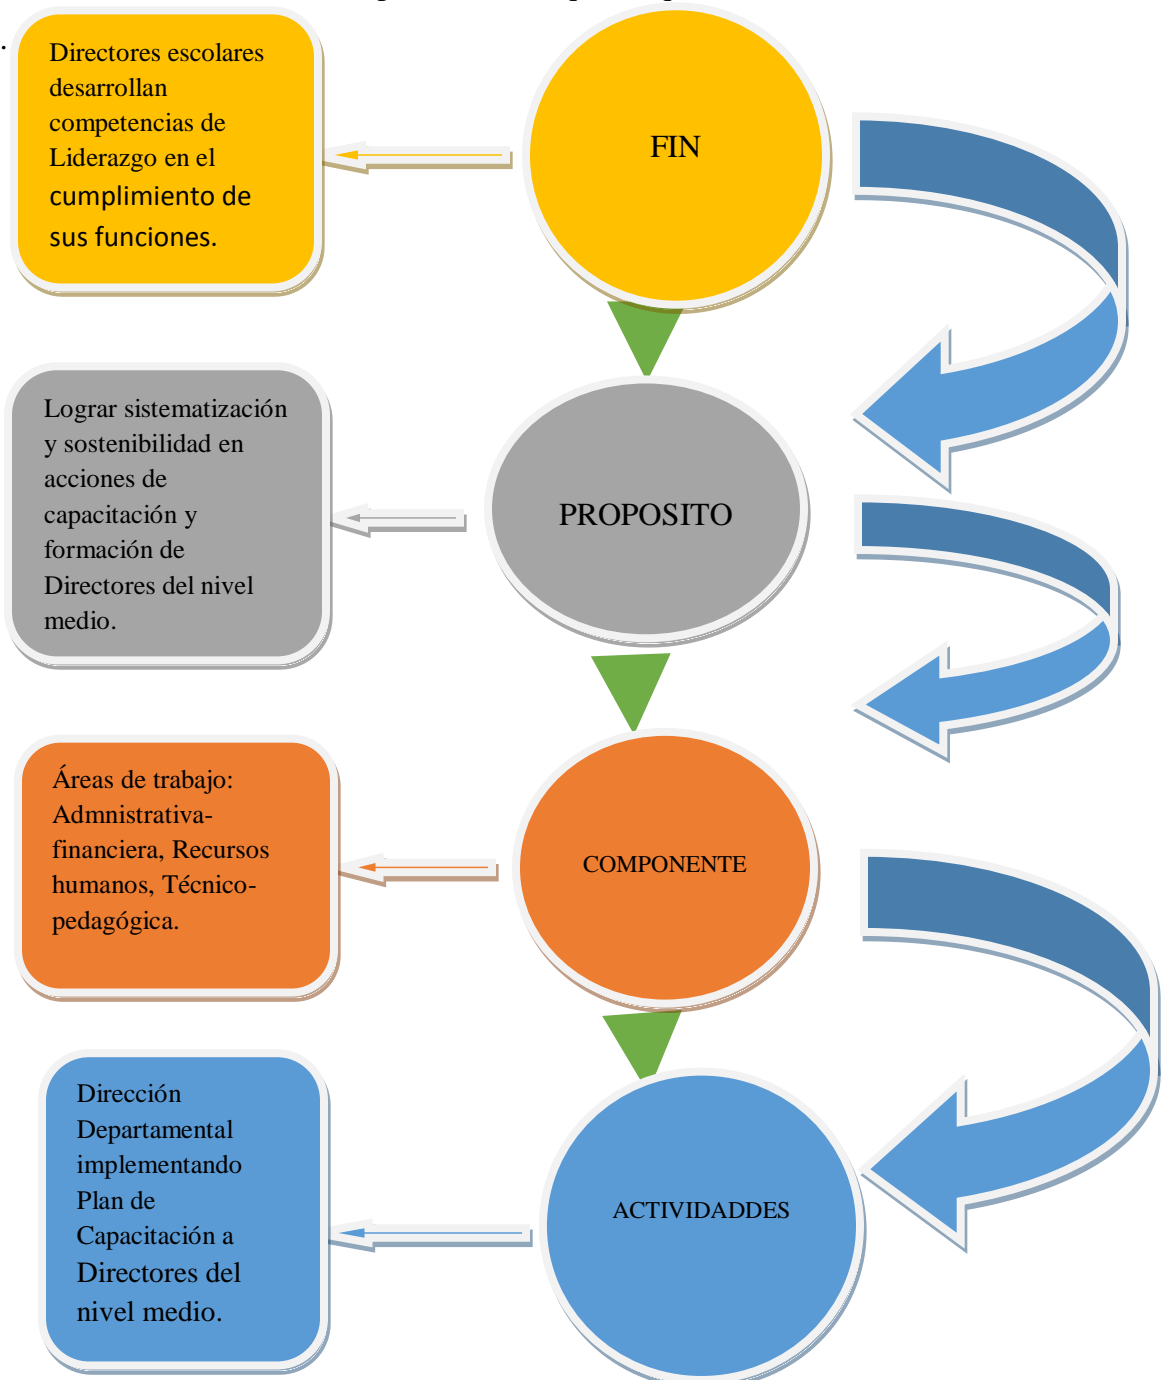 .
Directores escolares
desarrollan
competencias de
Liderazgo en el
cumplimiento de
sus funciones.
FIN
Lograr sistematización
y sostenibilidad en
acciones de
capacitación y
formación de
Directores del nivel
medio.
PROPOSITO
Áreas de trabajo:
Admnistrativa-
financiera, Recursos
humanos, Técnico-
pedagógica.
COMPONENTE
Dirección
Departamental
implementando
Plan de
Capacitación a
Directores del
nivel medio.
ACTIVIDADDES